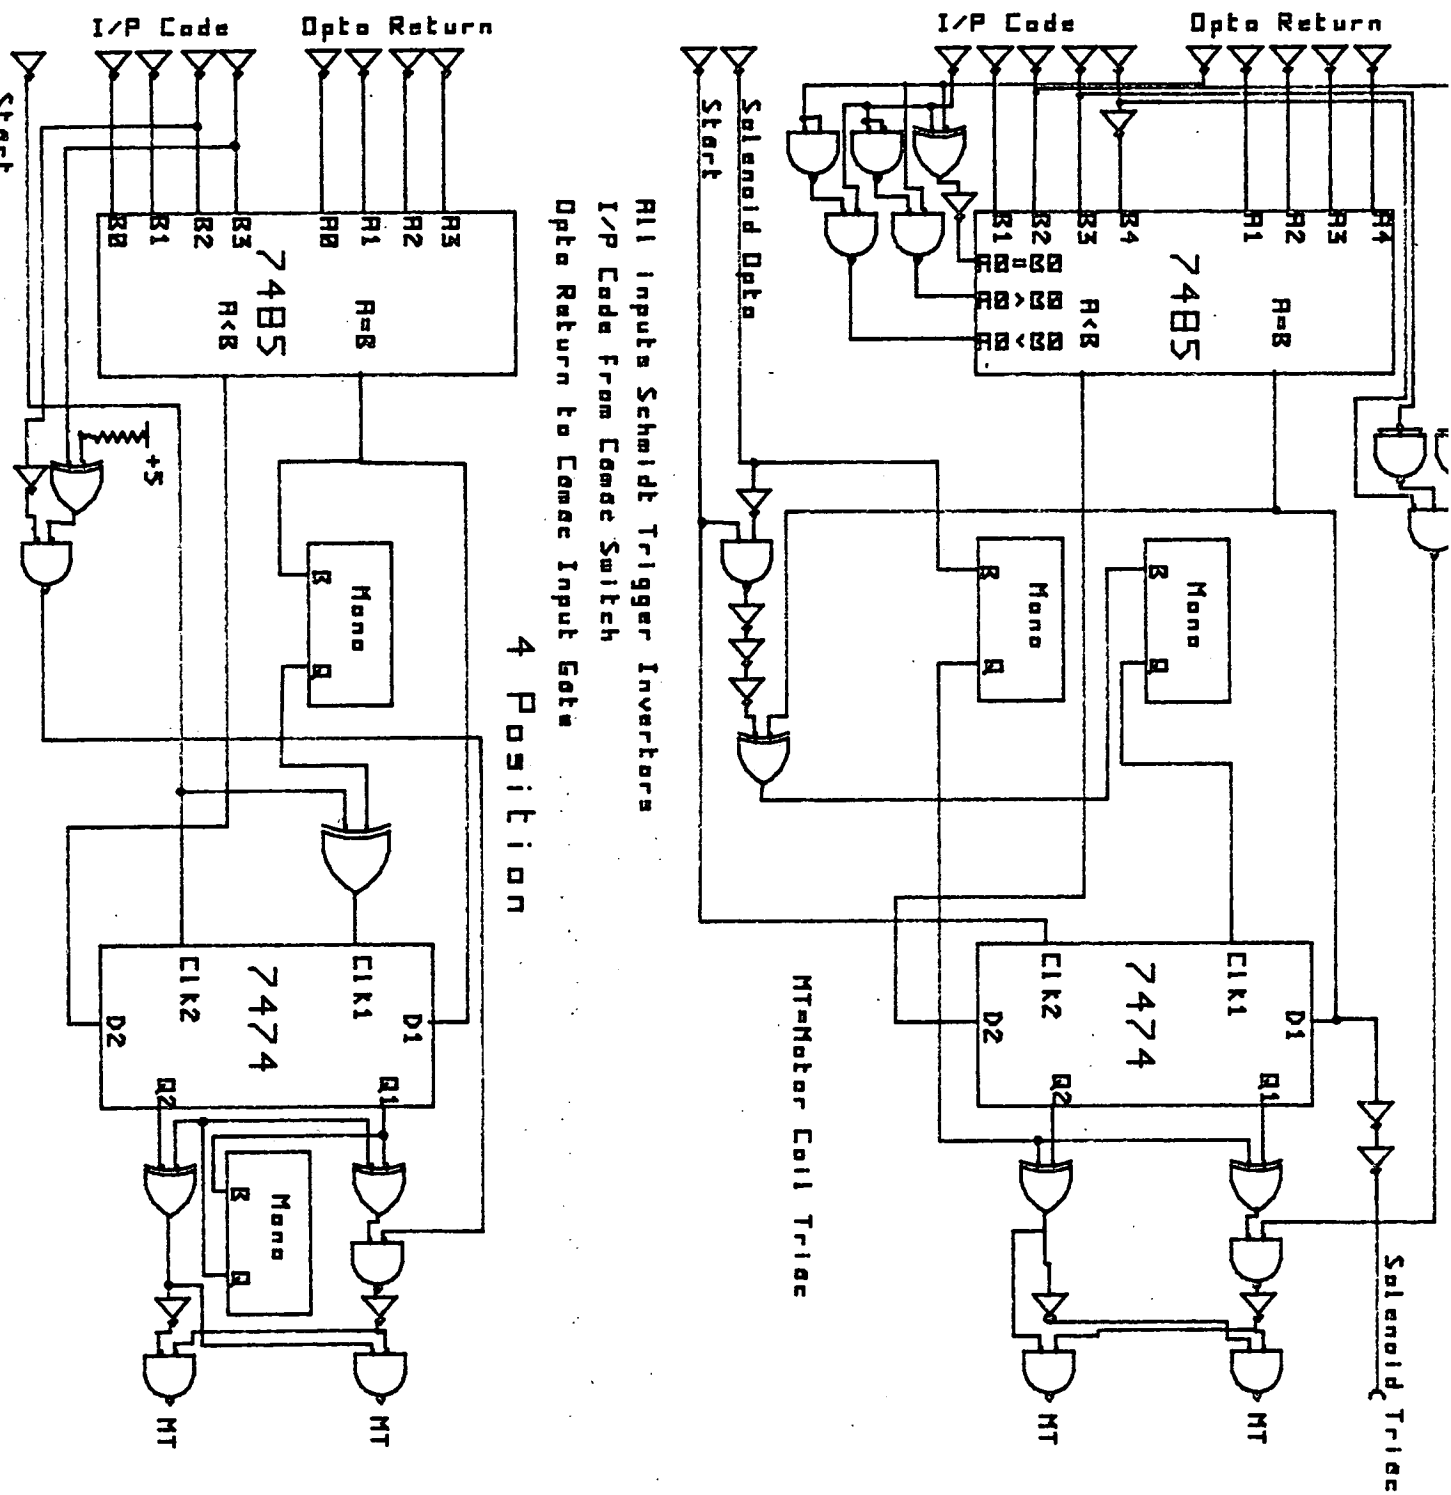 I/P Code
Opto Return
Start
B0
B1
B2
B3
A0
A1
A2
A3
7485
A<B
A=B
+5
Mono
B
Q
4 Position
Clk2
Clk1
7474
D2
D1
Q2
Q1
Mono
B
Q
MT
MT
All inputs Schmidt Trigger Invertors
I/P Code From Camac Switch
Opto Return to Camac Input Gate
I/P Code
Opto Return
Start
Solenoid Opto
B1
B2
B3
B4
A1
A2
A3
A4
A0=B0
A0>B0
A0<B0
7485
A<B
A=B
Mono
B
Q
Mono
B
Q
Clk2
Clk1
7474
D2
D1
Q2
Q1
MT=Motor Coil Triac
Solenoid Triac
MT
MT